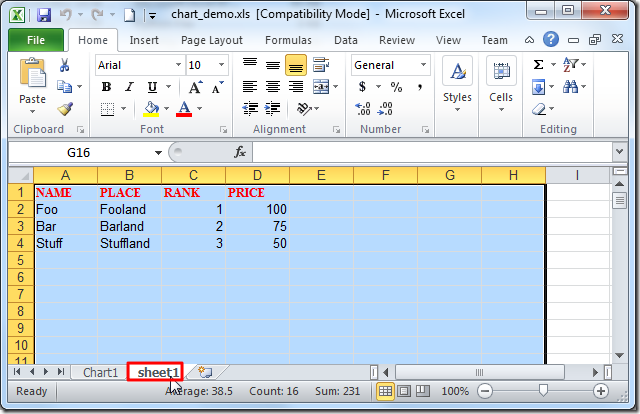 chart_demo.xls [Compatibility Mode] - Microsoft Excel
File Home Insert Page Layout Formulas Data Review View Team
Paste
Arial 10
B I U
A A
A
General
$ % ,
.0 .00
.00 .0
Styles
Cells
Σ
A Z
Clipboard Font Alignment Number Editing
G16 fx
A B C D E F G H I
1 NAME PLACE RANK PRICE
2 Foo Fooland 1 100
3 Bar Barland 2 75
4 Stuff Stuffland 3 50
5
6
7
8
9
10
11
Chart1 sheet1
Ready Average: 38.5 Count: 16 Sum: 231 100%